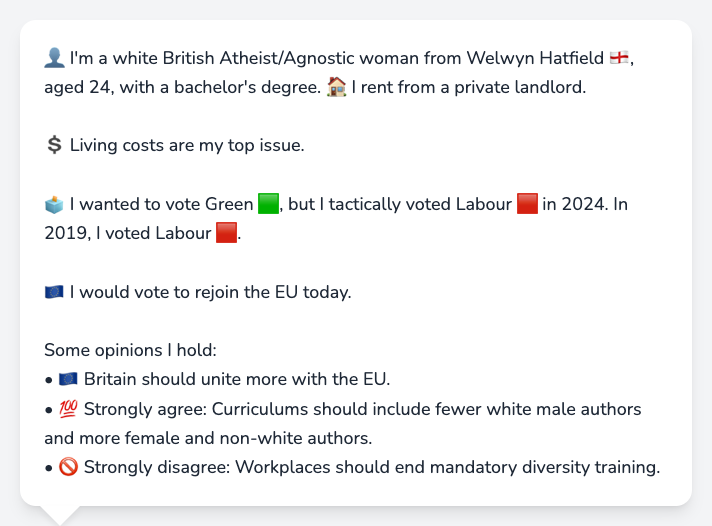 👤 I'm a white British Atheist/Agnostic woman from Welwyn Hatfield 🏴󠁧󠁢󠁥󠁮󠁧󠁿,
aged 24, with a bachelor's degree. 🏠 I rent from a private landlord.
💲 Living costs are my top issue.
🗳️ I wanted to vote Green 🟩, but I tactically voted Labour 🟥 in 2024. In
2019, I voted Labour 🟥.
🇪🇺 I would vote to rejoin the EU today.
Some opinions I hold:
• 🇪🇺 Britain should unite more with the EU.
• 💯 Strongly agree: Curriculums should include fewer white male authors
and more female and non-white authors.
• 🚫 Strongly disagree: Workplaces should end mandatory diversity training.